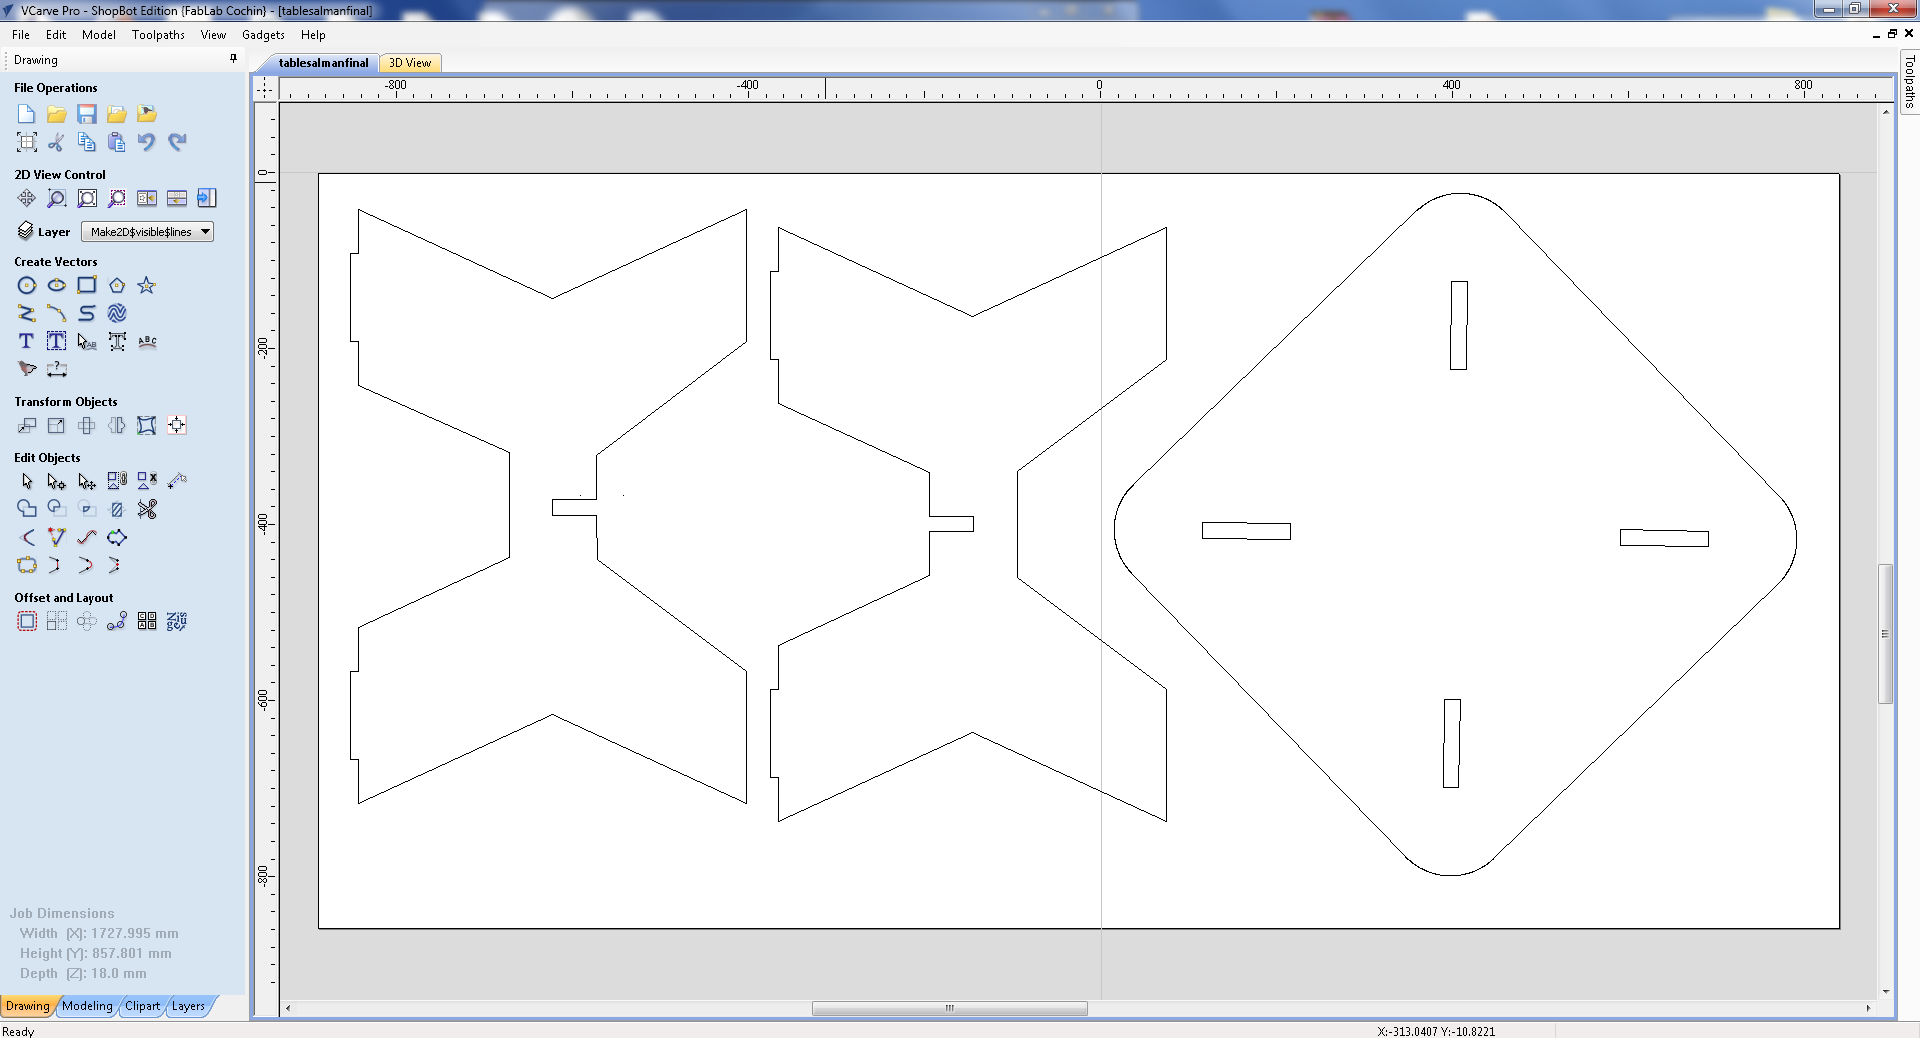 VCarve Pro - ShopBot Edition {FabLab Cochin} - [tablesalmanfinal]
File Edit Model Toolpaths View Gadgets Help
Drawing
tablesalmanfinal 3D View
Toolpaths
File Operations
2D View Control
Layer Make2D$visible$lines
Create Vectors
Transform Objects
Edit Objects
Offset and Layout
-800 -400 0 400 800
0
-200
-400
-600
-800
Job Dimensions
Width (X): 1727.995 mm
Height (Y): 857.801 mm
Depth (Z): 18.0 mm
Drawing Modeling Clipart Layers
Ready
X:-313.0407 Y:-10.8221